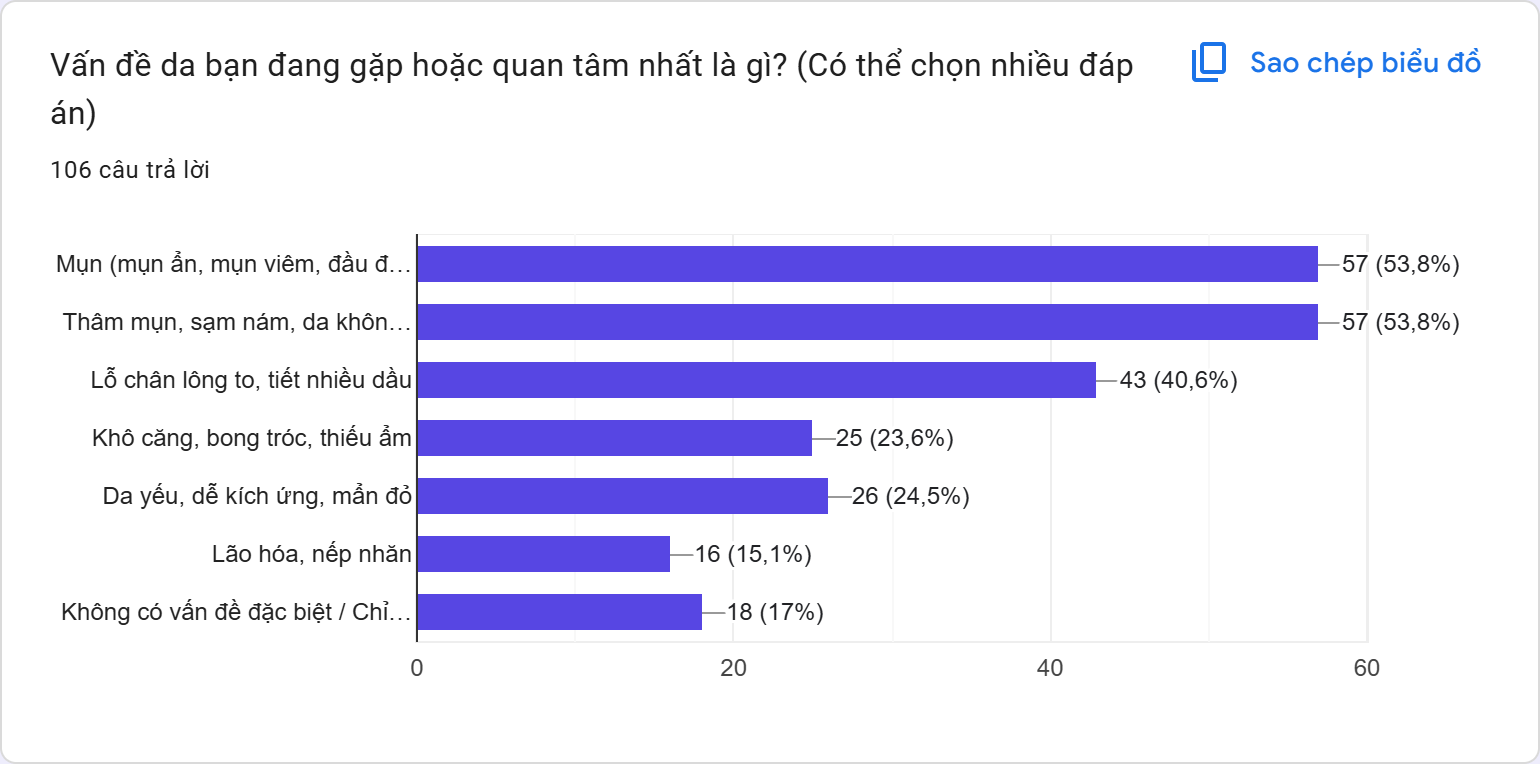 Vấn đề da bạn đang gặp hoặc quan tâm nhất là gì? (Có thể chọn nhiều đáp
án)
Sao chép biểu đồ
106 câu trả lời
Mụn (mụn ẩn, mụn viêm, đầu đ… 57 (53,8%)
Thâm mụn, sạm nám, da khôn… 57 (53,8%)
Lỗ chân lông to, tiết nhiều dầu 43 (40,6%)
Khô căng, bong tróc, thiếu ẩm 25 (23,6%)
Da yếu, dễ kích ứng, mẩn đỏ 26 (24,5%)
Lão hóa, nếp nhăn 16 (15,1%)
Không có vấn đề đặc biệt / Chỉ… 18 (17%)
0 20 40 60